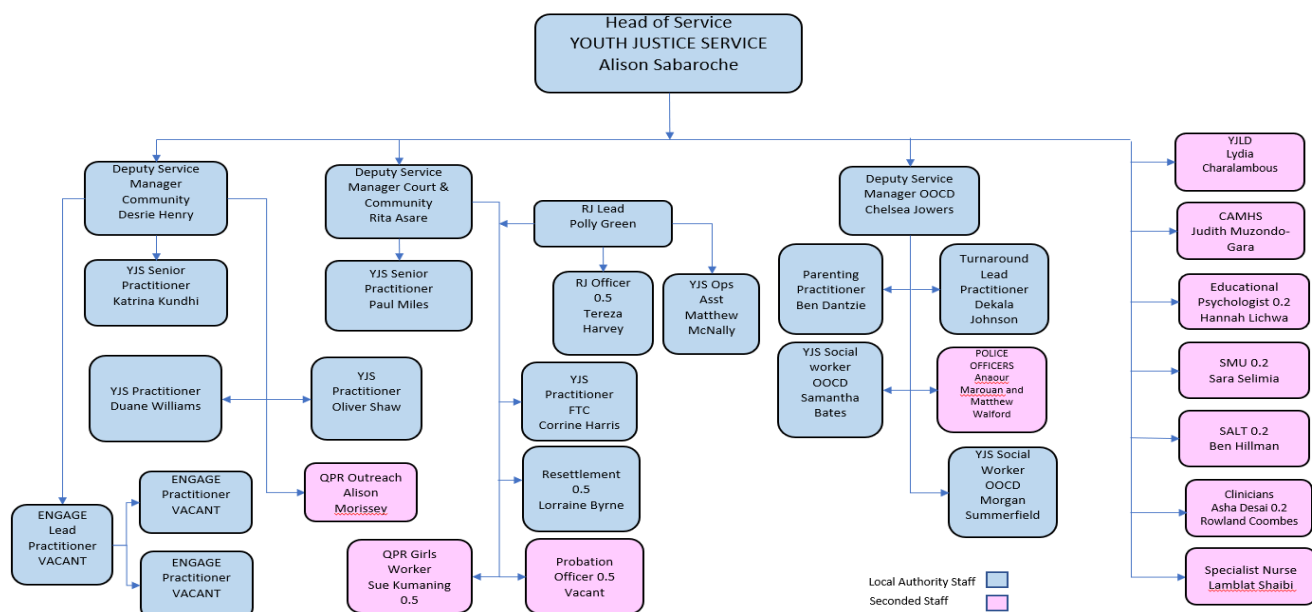 Head of Service
YOUTH JUSTICE SERVICE
Alison Sabaroche
Deputy Service
Manager
Community
Desrie Henry
Deputy Service
Manager Court &
Community
Rita Asare
RJ Lead
Polly Green
Deputy Service
Manager OOCD
Chelsea Jowers
YJLD
Lydia
Charalambous
YJS Senior
Practitioner
Katrina Kundhi
YJS Senior
Practitioner
Paul Miles
RJ Officer
0.5
Tereza
Harvey
YJS Ops
Asst
Matthew
McNally
Parenting
Practitioner
Ben Dantzie
Turnaround
Lead
Practitioner
Dekala
Johnson
CAMHS
Judith Muzondo-
Gara
Educational
Psychologist 0.2
Hannah Lichwa
YJS Practitioner
Duane Williams
YJS
Practitioner
Oliver Shaw
YJS
Practitioner
FTC
Corrine Harris
YJS Social
worker
OOCD
Samantha
Bates
POLICE
OFFICERS
Anaour
Marouan and
Matthew
Walford
SMU 0.2
Sara Selimia
SALT 0.2
Ben Hillman
ENGAGE
Lead
Practitioner
VACANT
ENGAGE
Practitioner
VACANT
ENGAGE
Practitioner
VACANT
QPR Outreach
Alison
Morissey
Resettlement
0.5
Lorraine Byrne
YJS Social
Worker
OOCD
Morgan
Summerfield
Clinicians
Asha Desai 0.2
Rowland Coombes
QPR Girls
Worker
Sue Kumaning
0.5
Probation
Officer 0.5
Vacant
Specialist Nurse
Lamblat Shaibi
Local Authority Staff
Seconded Staff